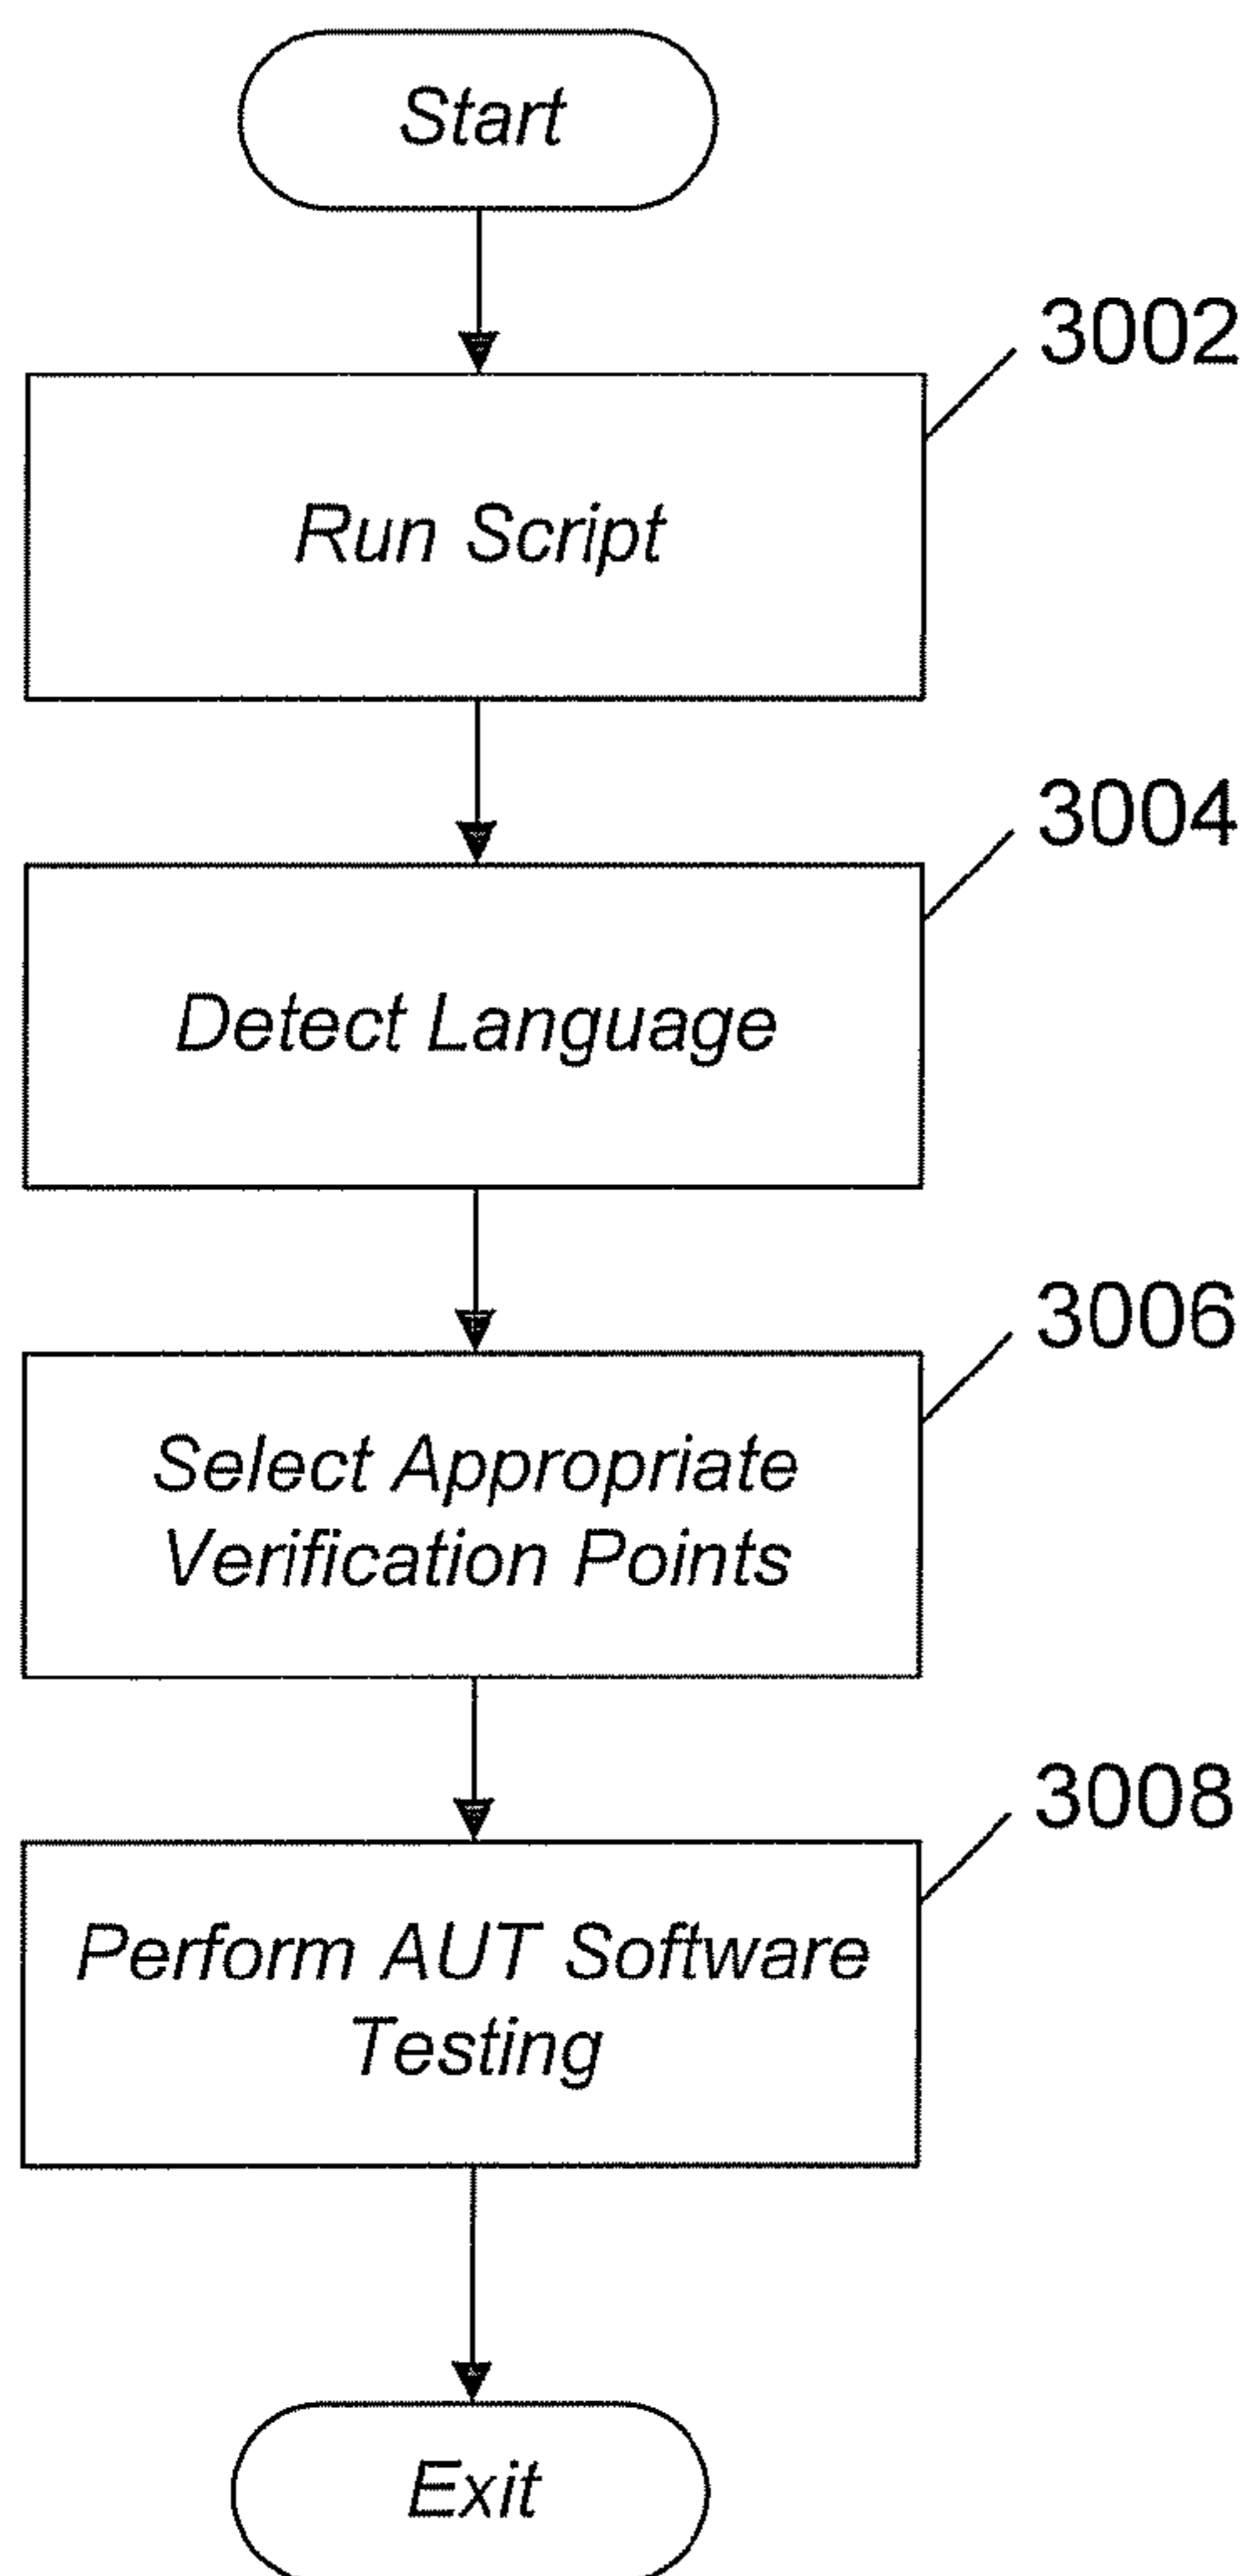 Start
3002
Run Script
3004
Detect Language
3006
Select Appropriate
Verification Points
3008
Perform AUT Software
Testing
Exit